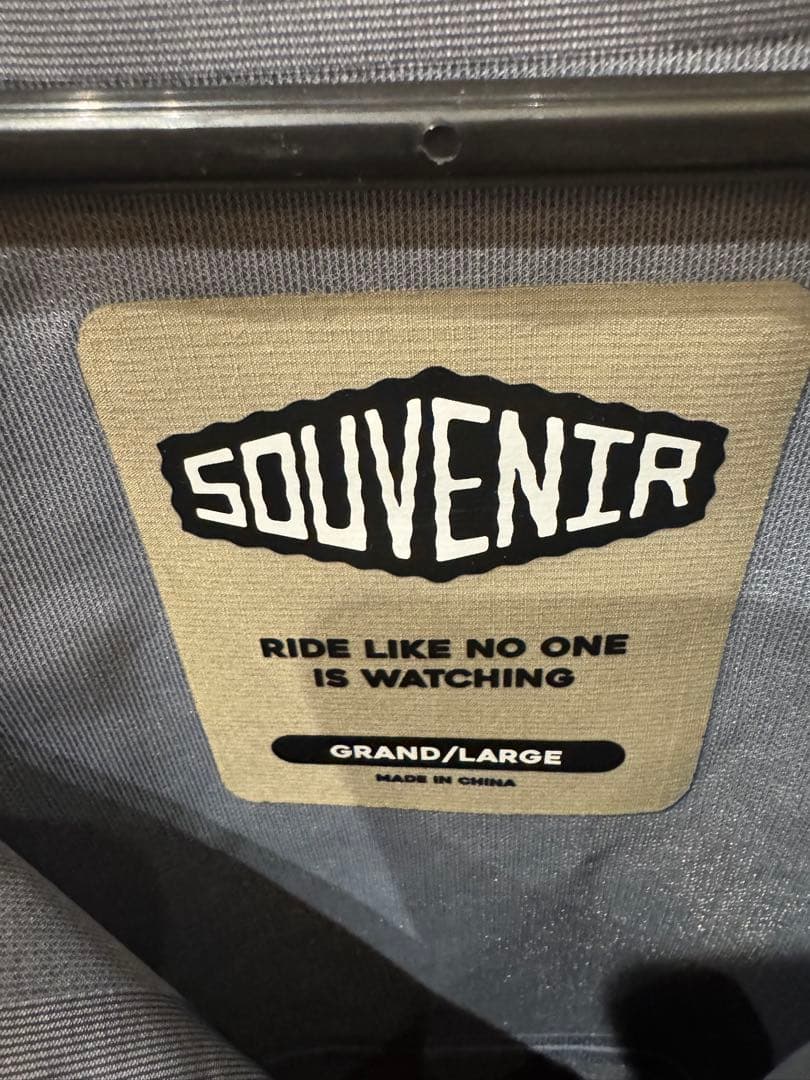 SOUVENIR
RIDE LIKE NO ONE
IS WATCHING
GRAND/LARGE
MADE IN CHINA